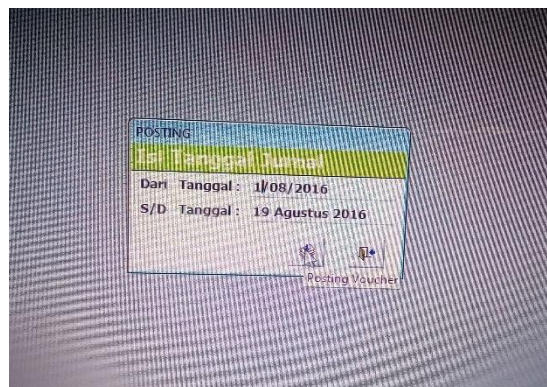 POSTING
Isi Tanggal Jurnal
Dari Tanggal : 1/08/2016
S/D Tanggal : 19 Agustus 2016
Posting Voucher